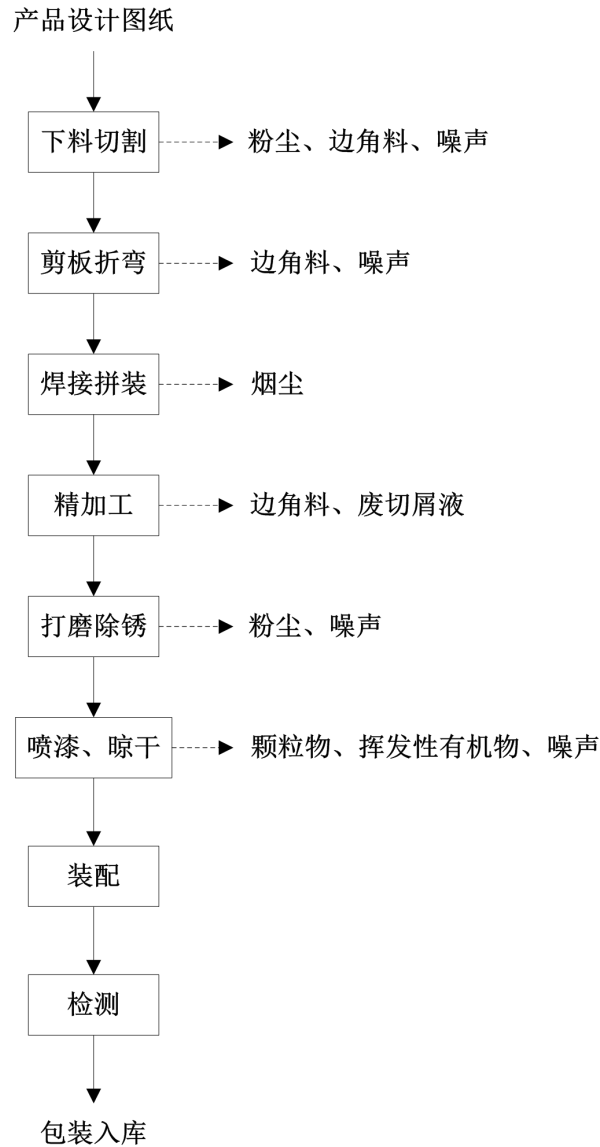 产品设计图纸
下料切割
粉尘、边角料、噪声
剪板折弯
边角料、噪声
焊接拼装
烟尘
精加工
边角料、废切屑液
打磨除锈
粉尘、噪声
喷漆、晾干
颗粒物、挥发性有机物、噪声
装配
检测
包装入库